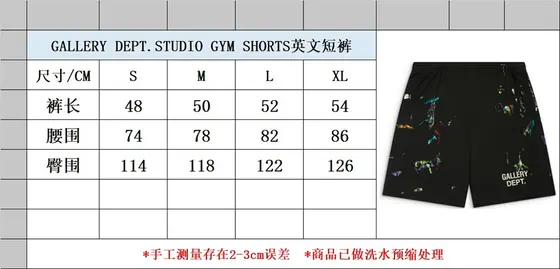 GALLERY DEPT.STUDIO GYM SHORTS英文短裤
尺寸/CM S M L XL
裤长 48 50 52 54
腰围 74 78 82 86
臀围 114 118 122 126
GALLERY
DEPT.
*手工测量存在2-3cm误差 *商品已做洗水预缩处理